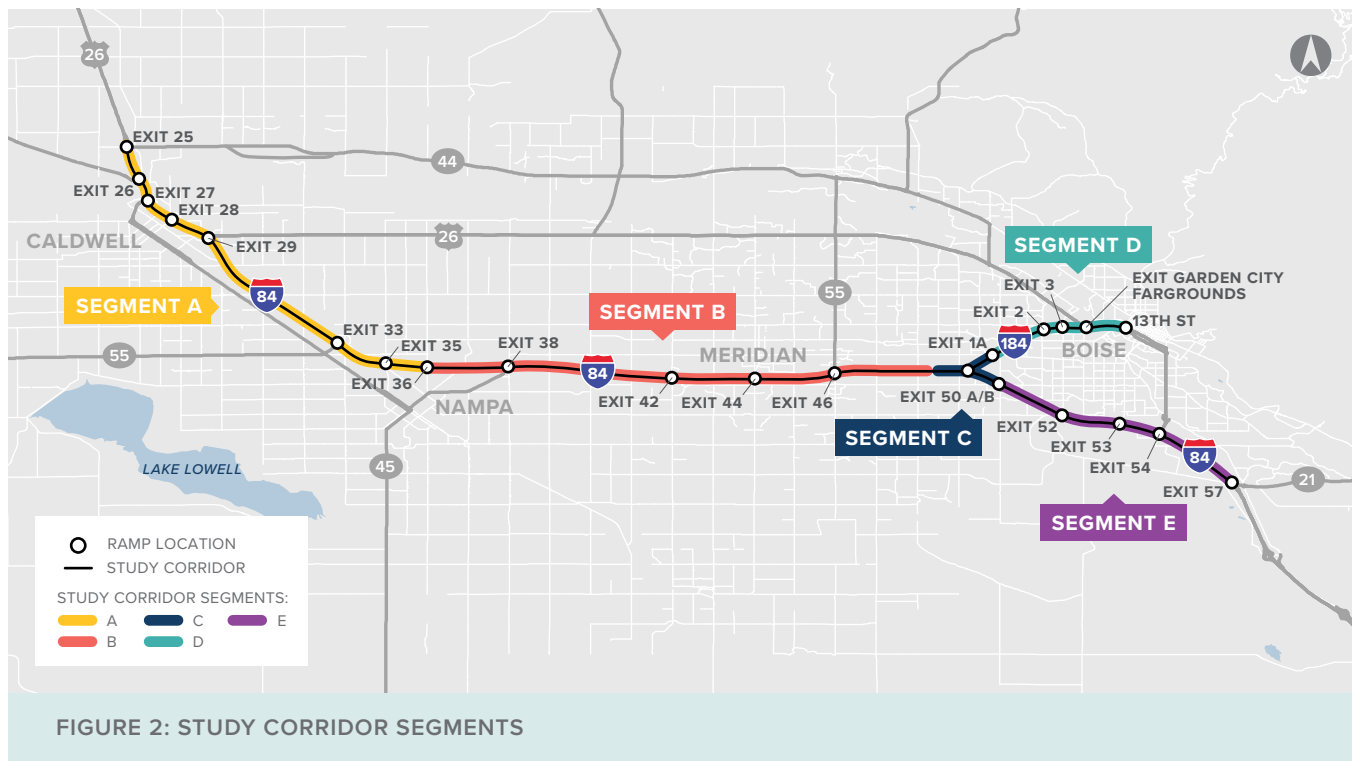 26
EXIT 25
44
EXIT 26
EXIT 27
EXIT 28
CALDWELL
EXIT 29
26
SEGMENT D
SEGMENT A
84
55
SEGMENT B
EXIT 3
EXIT GARDEN CITY
FARGROUNDS
EXIT 2
13TH ST
EXIT 33
EXIT 1A
184
BOISE
55
EXIT 35
EXIT 36
EXIT 38
84
MERIDIAN
NAMPA
EXIT 42
EXIT 44
EXIT 46
EXIT 50 A/B
SEGMENT C
EXIT 52
EXIT 53
EXIT 54
84
EXIT 57
21
LAKE LOWELL
45
SEGMENT E
RAMP LOCATION
STUDY CORRIDOR
STUDY CORRIDOR SEGMENTS:
A
C
E
B
D
FIGURE 2: STUDY CORRIDOR SEGMENTS